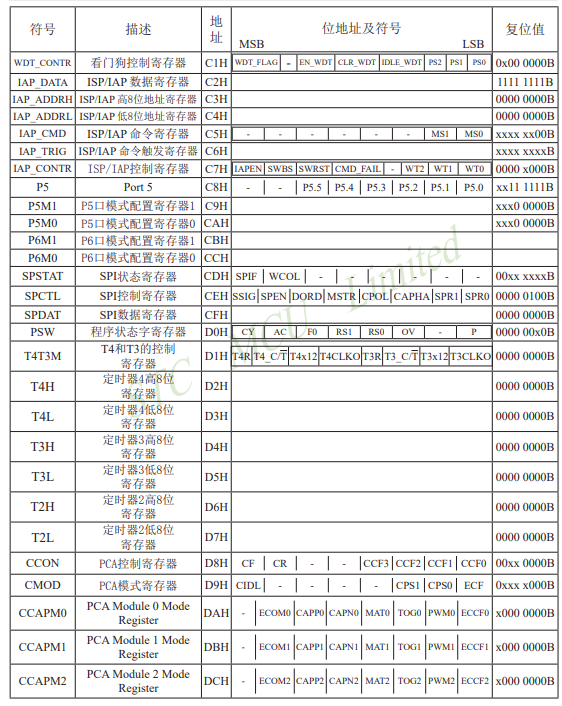 符号 描述 地址 位地址及符号 MSB LSB 复位值
WDT_CONTR 看门狗控制寄存器 C1H WDT_FLAG - EN_WDT CLR_WDT IDLE_WDT PS2 PS1 PS0 0x00 0000B
IAP_DATA ISP/IAP 数据寄存器 C2H 1111 1111B
IAP_ADDRH ISP/IAP 高8位地址寄存器 C3H 0000 0000B
IAP_ADDRL ISP/IAP 低8位地址寄存器 C4H 0000 0000B
IAP_CMD ISP/IAP 命令寄存器 C5H - - - - - - MS1 MS0 xxxx xx00B
IAP_TRIG ISP/IAP 命令触发寄存器 C6H xxxx xxxxB
IAP_CONTR ISP/IAP控制寄存器 C7H IAPEN SWBS SWRST CMD_FAIL - WT2 WT1 WT0 0000 x000B
P5 Port 5 C8H - - P5.5 P5.4 P5.3 P5.2 P5.1 P5.0 xx11 1111B
P5M1 P5口模式配置寄存器1 C9H xxx0 0000B
P5M0 P5口模式配置寄存器0 CAH xxx0 0000B
P6M1 P6口模式配置寄存器1 CBH
P6M0 P6口模式配置寄存器0 CCH
SPSTAT SPI状态寄存器 CDH SPIF WCOL - - - - - - 00xx xxxxB
SPCTL SPI控制寄存器 CEH SSIG SPEN DORD MSTR CPOL CAPHA SPR1 SPR0 0000 0100B
SPDAT SPI数据寄存器 CFH 0000 0000B
PSW 程序状态字寄存器 D0H CY AC F0 RS1 RS0 OV - P 0000 00x0B
T4T3M T4和T3的控制寄存器 D1H T4R T4_C/T̅ T4x12 T4CLKO T3R T3_C/T̅ T3x12 T3CLKO 0000 0000B
T4H 定时器4高8位寄存器 D2H 0000 0000B
T4L 定时器4低8位寄存器 D3H 0000 0000B
T3H 定时器3高8位寄存器 D4H 0000 0000B
T3L 定时器3低8位寄存器 D5H 0000 0000B
T2H 定时器2高8位寄存器 D6H 0000 0000B
T2L 定时器2低8位寄存器 D7H 0000 0000B
CCON PCA控制寄存器 D8H CF CR - - CCF3 CCF2 CCF1 CCF0 00xx 0000B
CMOD PCA模式寄存器 D9H CIDL - - - CPS1 CPS0 ECF 0xxx x000B
CCAPM0 PCA Module 0 Mode Register DAH - ECOM0 CAPP0 CAPN0 MAT0 TOG0 PWM0 ECCF0 x000 0000B
CCAPM1 PCA Module 1 Mode Register DBH - ECOM1 CAPP1 CAPN1 MAT1 TOG1 PWM1 ECCF1 x000 0000B
CCAPM2 PCA Module 2 Mode Register DCH - ECOM2 CAPP2 CAPN2 MAT2 TOG2 PWM2 ECCF2 x000 0000B
STC MCU Limited